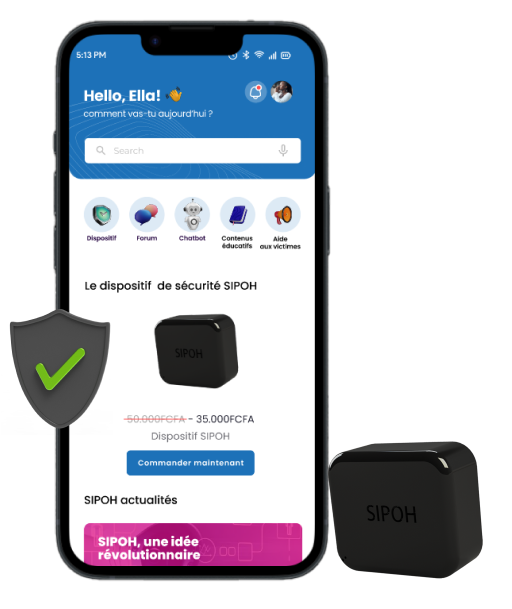 5:13 PM
Hello, Ella!
comment vas-tu aujourd'hui ?
Search
Dispositif
Forum
Chatbot
Contenus
éducatifs
Aide
aux victimes
Le dispositif de sécurité SIPOH
SIPOH
50.000FCFA - 35.000FCFA
Dispositif SIPOH
Commander maintenant
SIPOH
SIPOH actualités
SIPOH, une idée
révolutionnaire